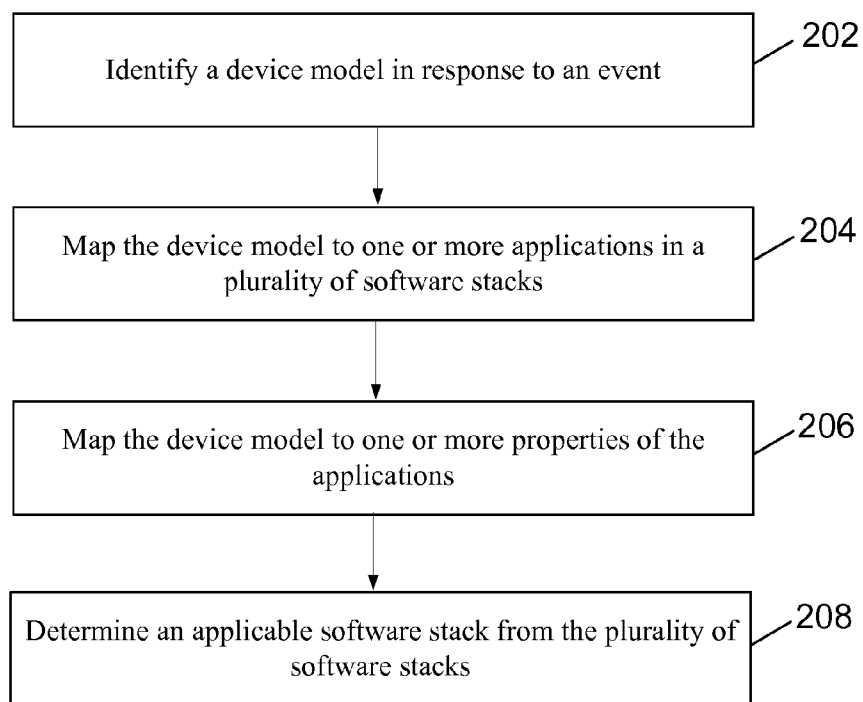 202
Identify a device model in response to an event
204
Map the device model to one or more applications in a
plurality of software stacks
206
Map the device model to one or more properties of the
applications
208
Determine an applicable software stack from the plurality of
software stacks